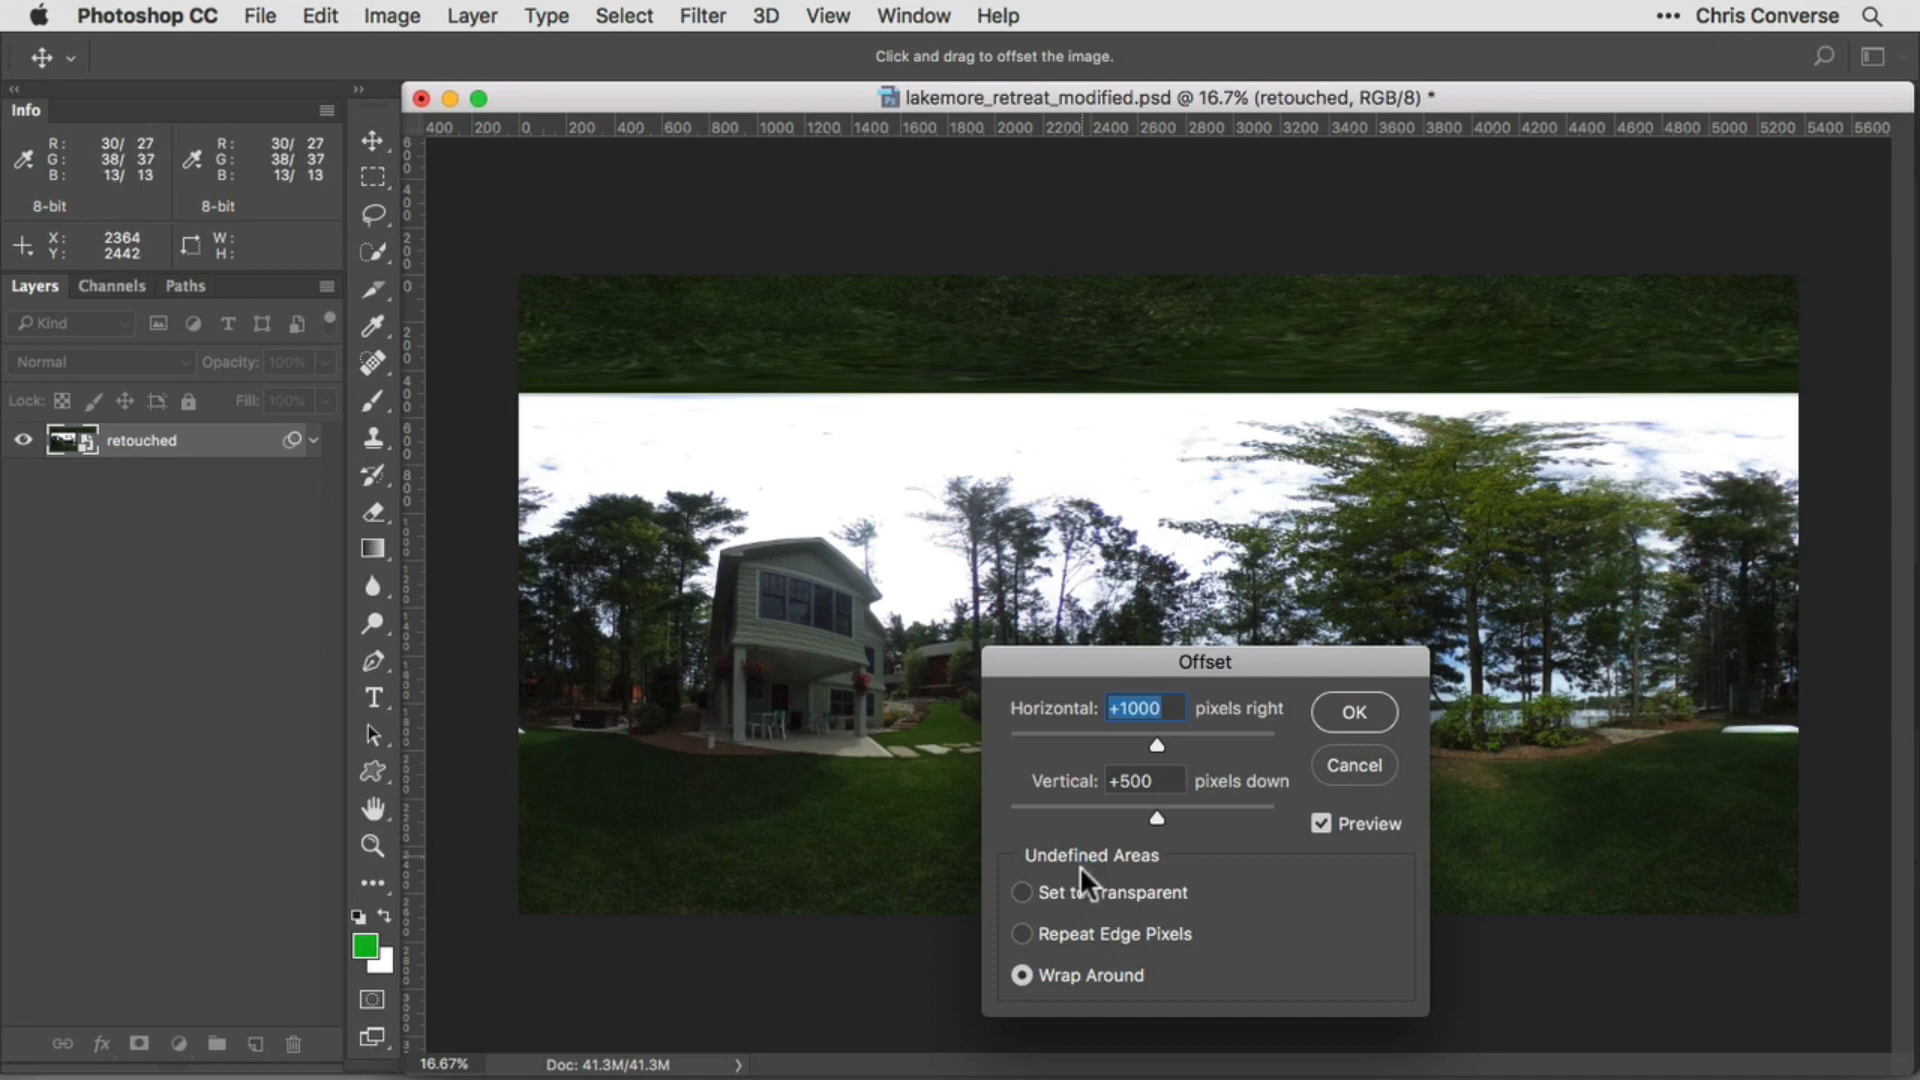 Photoshop CC File Edit Image Layer Type Select Filter 3D View Window Help ••• Chris Converse
Click and drag to offset the image.
lakemore_retreat_modified.psd @ 16.7% (retouched, RGB/8) *
400 200 0 200 400 600 800 1000 1200 1400 1600 1800 2000 2200 2400 2600 2800 3000 3200 3400 3600 3800 4000 4200 4400 4600 4800 5000 5200 5400 5600
Info
R: 30/ 27 R: 30/ 27
G: 38/ 37 G: 38/ 37
B: 13/ 13 B: 13/ 13
8-bit 8-bit
X: 2364 W:
Y: 2442 H:
Layers Channels Paths
Kind
Normal Opacity: 100%
Lock: Fill: 100%
retouched
Offset
Horizontal: +1000 pixels right OK
Vertical: +500 pixels down Cancel
Preview
Undefined Areas
Set to Transparent
Repeat Edge Pixels
Wrap Around
16.67% Doc: 41.3M/41.3M